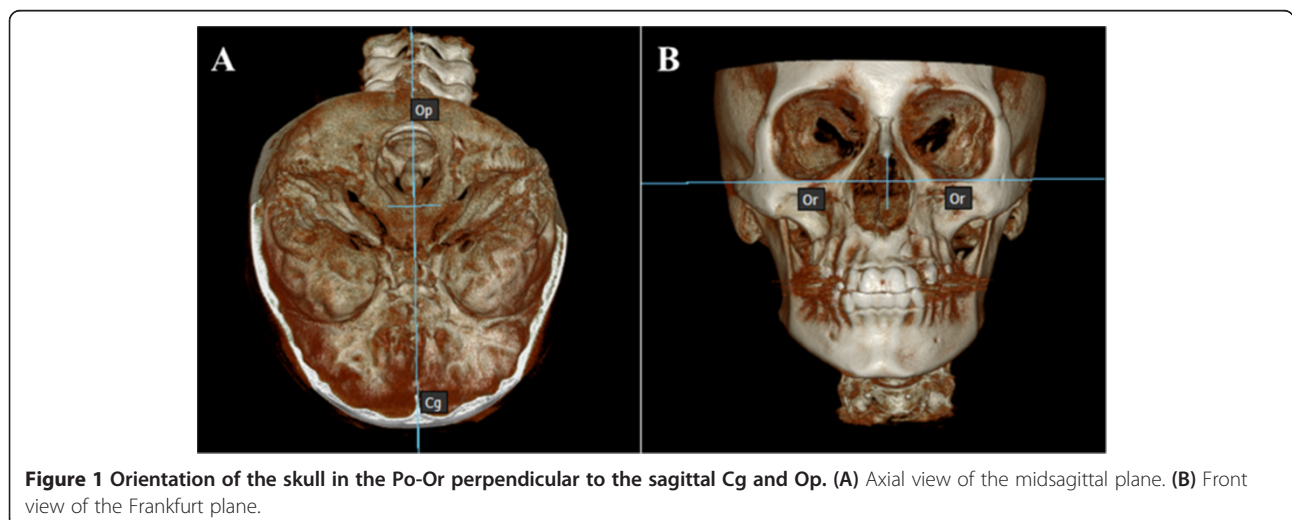 A
B
Op
Or
Or
Cg
Figure 1 Orientation of the skull in the Po-Or perpendicular to the sagittal Cg and Op. (A) Axial view of the midsagittal plane. (B) Front
view of the Frankfurt plane.